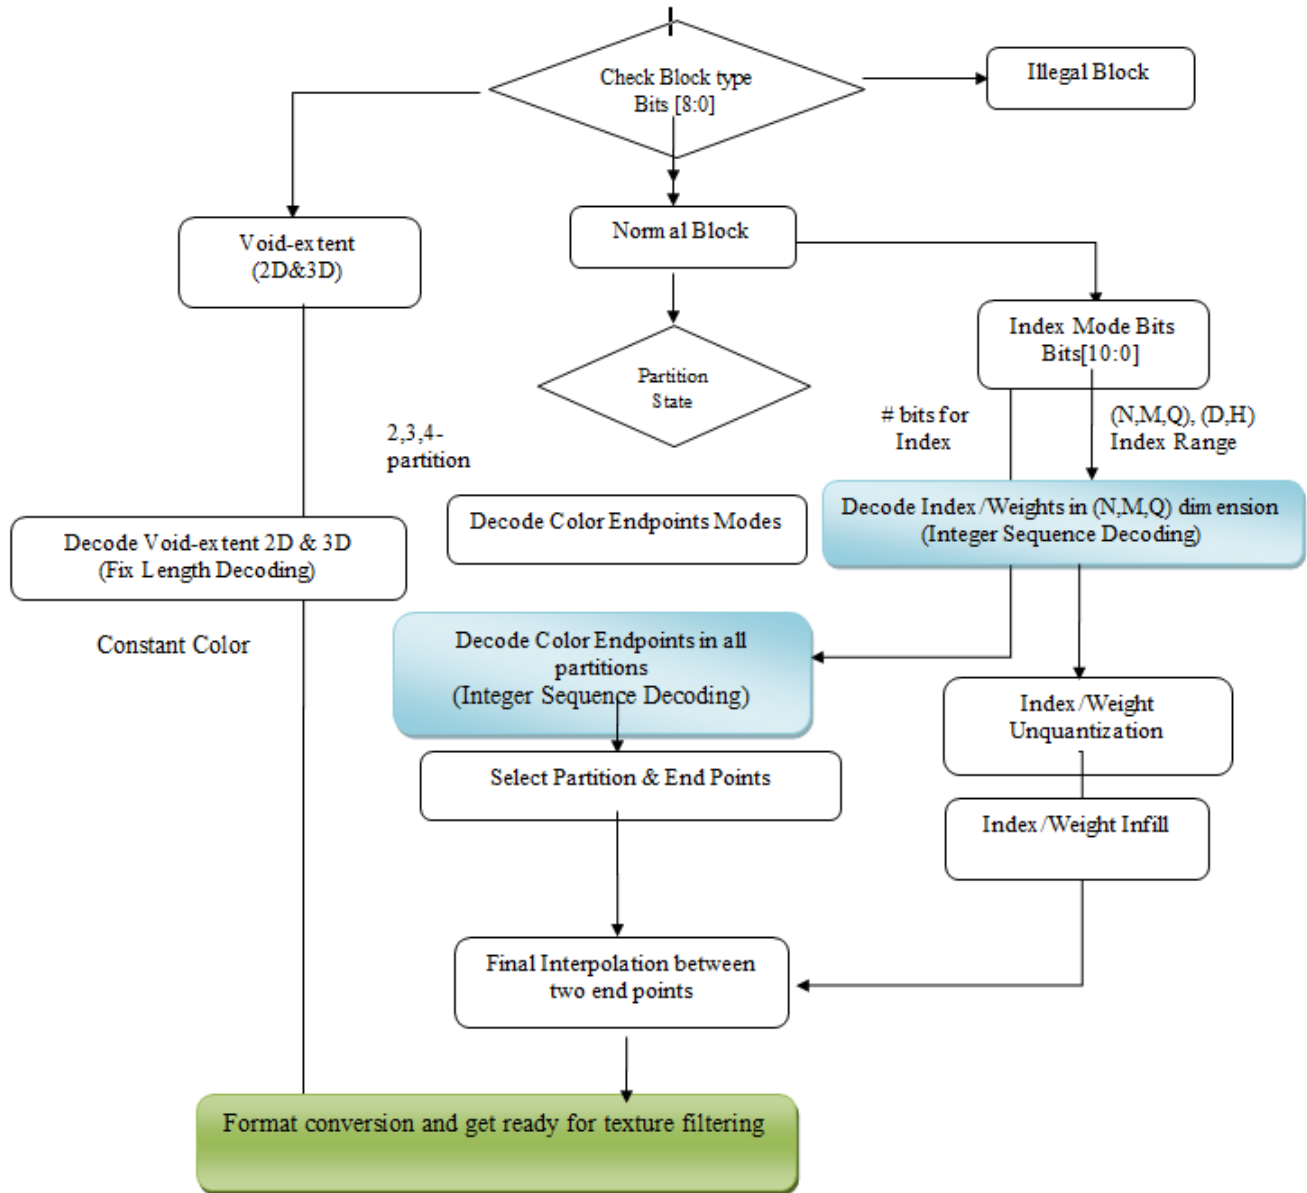 Check Block type
Bits [8:0]
Illegal Block
Void-extent
(2D&3D)
Normal Block
Index Mode Bits
Bits[10:0]
Partition
State
# bits for
Index
(N,M,Q), (D,H)
Index Range
2,3,4-
partition
Decode Color Endpoints Modes
Decode Index/Weights in (N,M,Q) dimension
(Integer Sequence Decoding)
Decode Void-extent 2D & 3D
(Fix Length Decoding)
Constant Color
Decode Color Endpoints in all
partitions
(Integer Sequence Decoding)
Index/Weight
Unquantization
Select Partition & End Points
Index/Weight Infill
Final Interpolation between
two end points
Format conversion and get ready for texture filtering